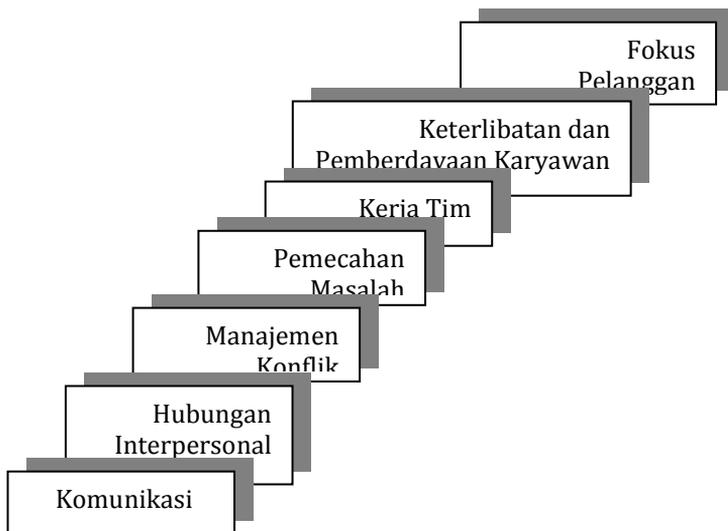 Fokus
Pelanggan
Keterlibatan dan
Pemberdayaan Karyawan
Kerja Tim
Pemecahan
Masalah
Manajemen
Konflik
Hubungan
Interpersonal
Komunikasi